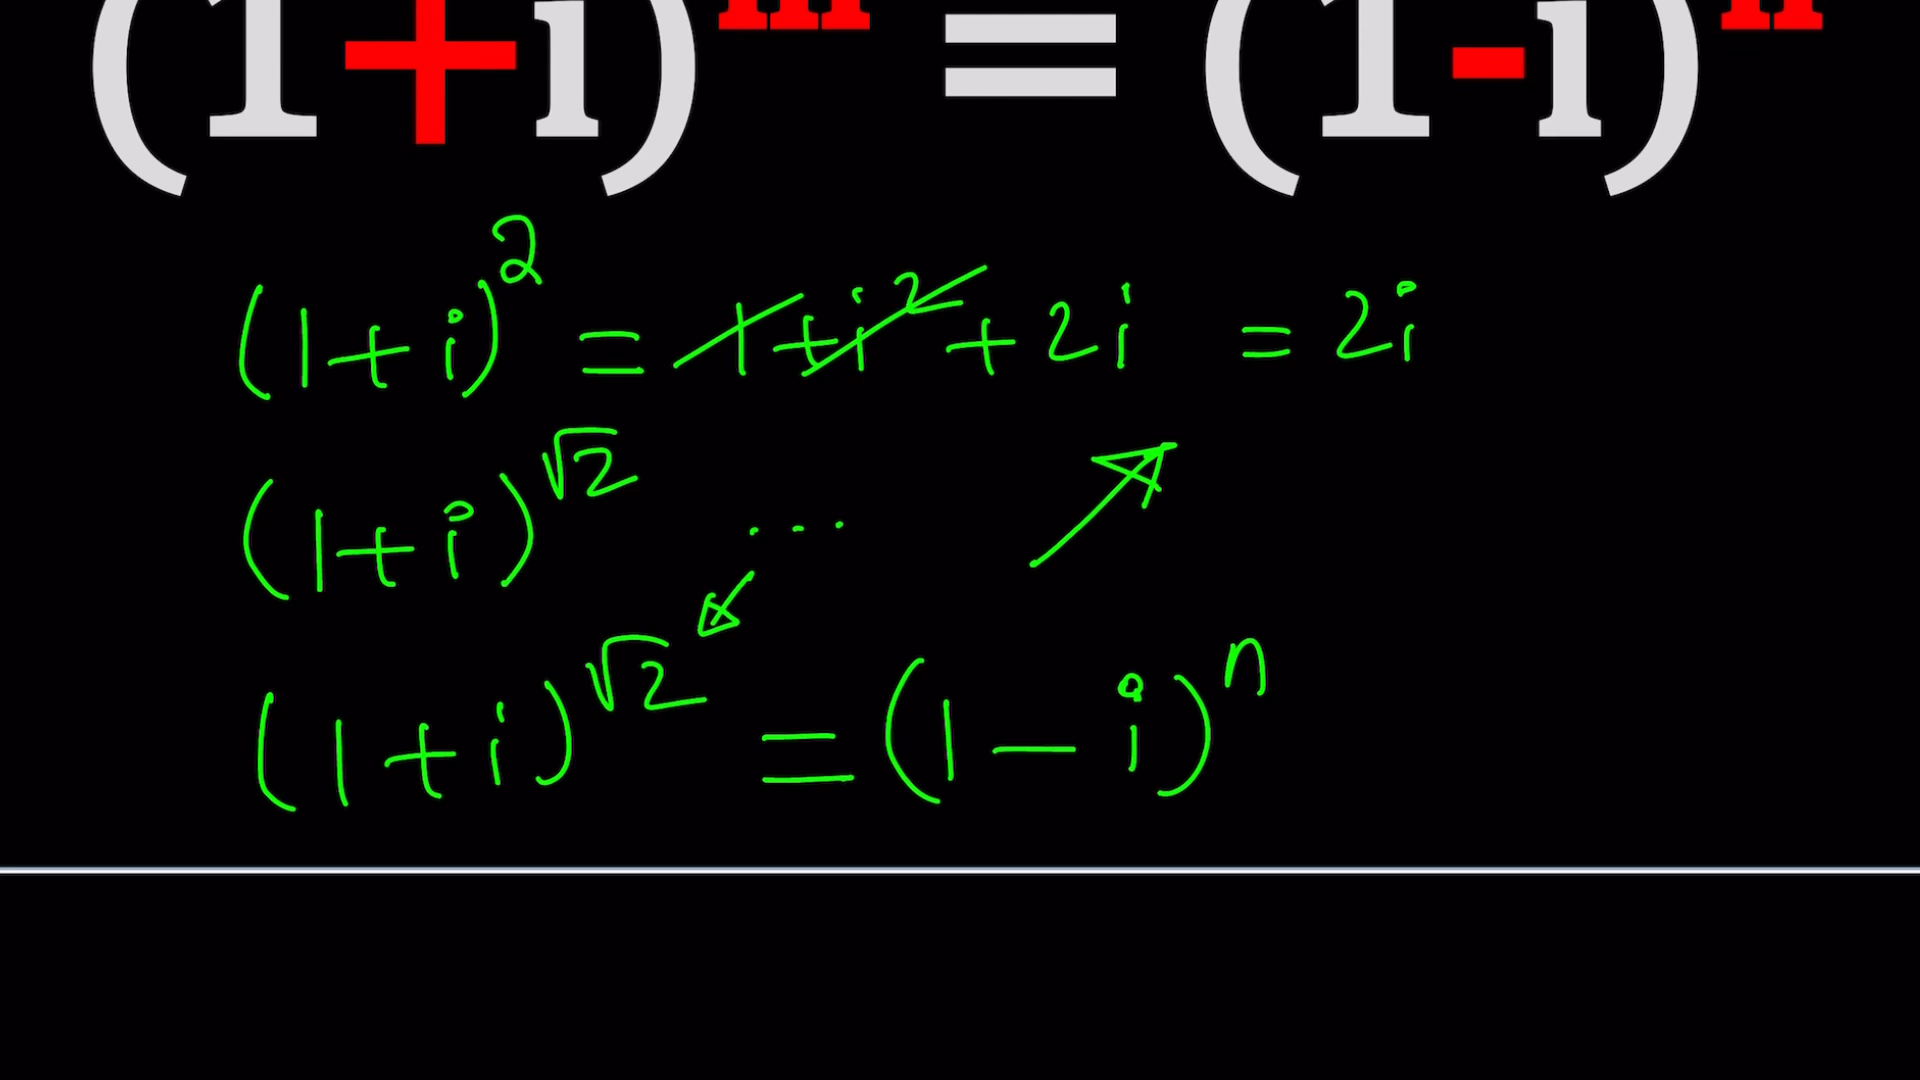 (1+i)^m = (1-i)^n
(1+i)^2 = 1+i^2 + 2i = 2i
(1+i)^√2 ...
(1+i)^√2 = (1-i)^n